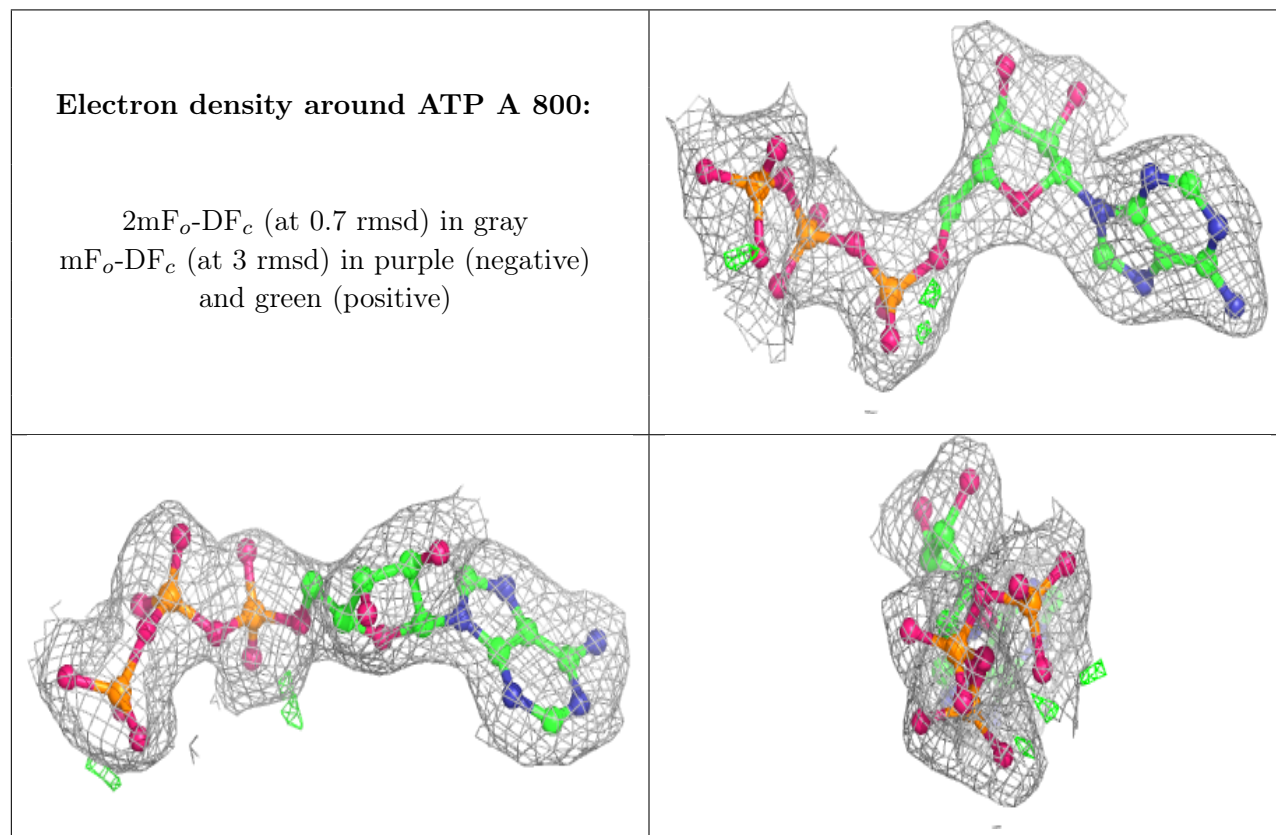 Electron density around ATP A 800:
2mFo-DFc (at 0.7 rmsd) in gray
mFo-DFc (at 3 rmsd) in purple (negative)
and green (positive)